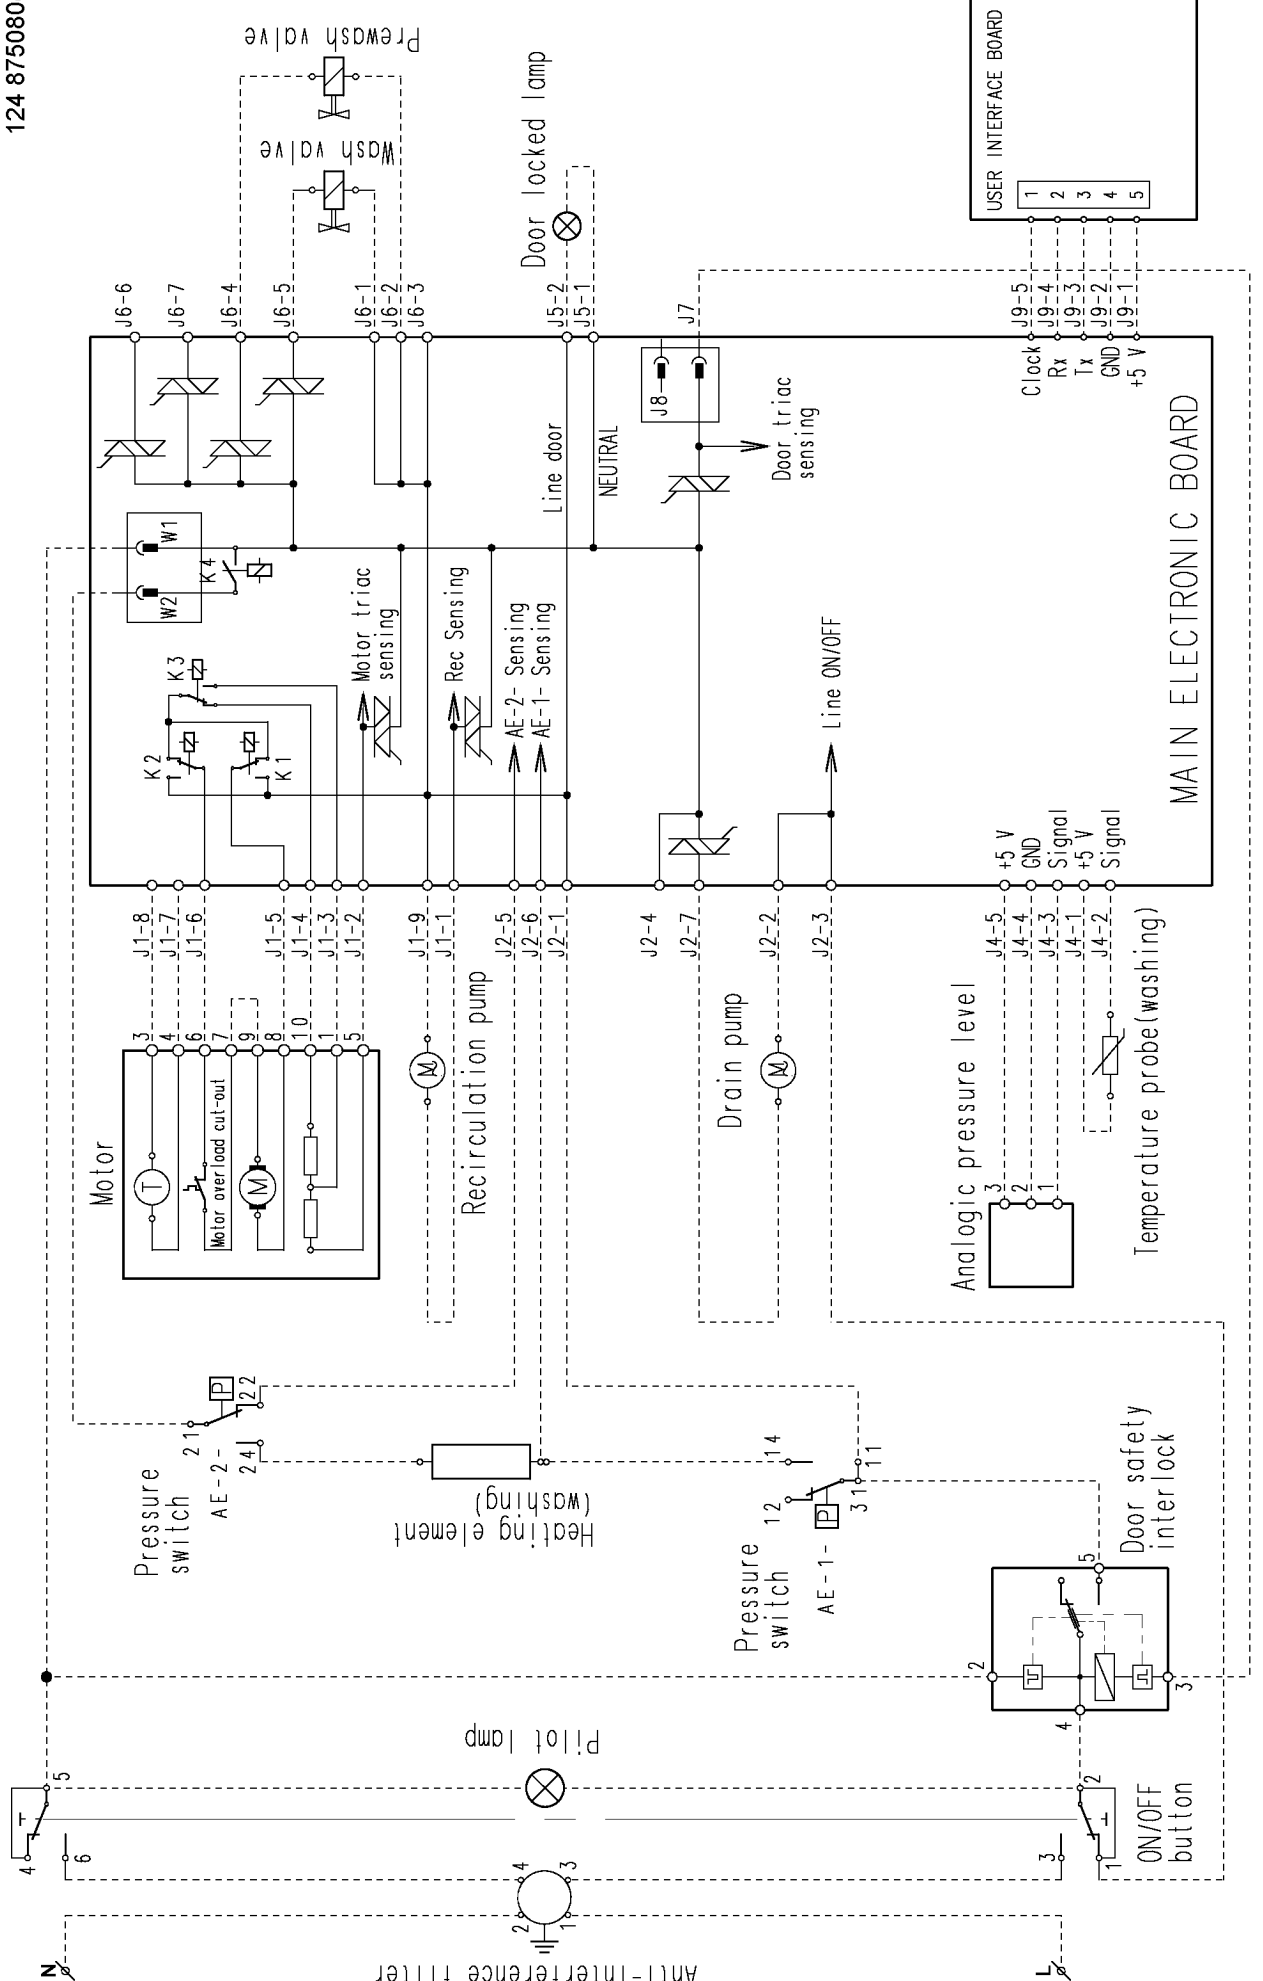 124 875080
Prewash valve
Wash valve
Door locked lamp
USER INTERFACE BOARD
1
2
3
4
5
J6-6
J6-7
J6-4
J6-5
J6-1
J6-2
J6-3
J5-2
J5-1
J7
J9-5
J9-4
J9-3
J9-2
J9-1
Clock
Rx
Tx
GND
+5 V
J8
Door triac
sensing
Line door
NEUTRAL
W1
W2
K4
K3
K2
K1
Motor triac
sensing
Rec Sensing
AE-2- Sensing
AE-1- Sensing
Line ON/OFF
MAIN ELECTRONIC BOARD
+5 V
GND
Signal
+5 V
Signal
J1-8
J1-7
J1-6
J1-5
J1-4
J1-3
J1-2
J1-9
J1-1
J2-5
J2-6
J2-1
J2-4
J2-7
J2-2
J2-3
J4-5
J4-4
J4-3
J4-1
J4-2
3
4
6
7
9
8
10
1
5
Motor
T
Motor overload cut-out
M
M
Recirculation pump
M
Drain pump
3
2
1
Analogic pressure level
Temperature probe(washing)
P
22
21
24
AE-2-
Pressure
switch
Heating element
(washing)
14
11
12
31
P
AE-1-
Pressure
switch
Door safety
interlock
5
2
3
4
Pilot lamp
5
4
6
2
3
1
ON/OFF
button
4
3
2
1
N
L
Anti-interference filter